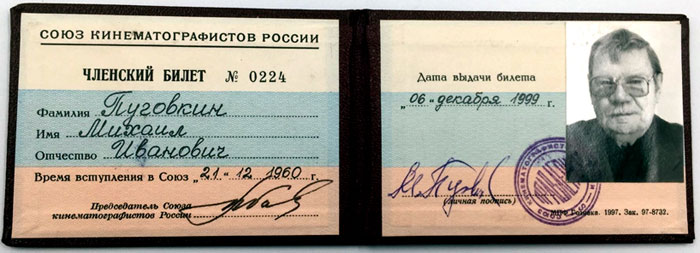 СОЮЗ КИНЕМАТОГРАФИСТОВ РОССИИ
ЧЛЕНСКИЙ БИЛЕТ № 0224
Фамилия Пуговкин
Имя Михаил
Отчество Иванович
Время вступления в Союз „21" 12 1960 г.
Председатель Союза
кинематографистов России
Дата выдачи билета
„06" декабря 1999 г.
(личная подпись)
1997. Зак. 97-8732.